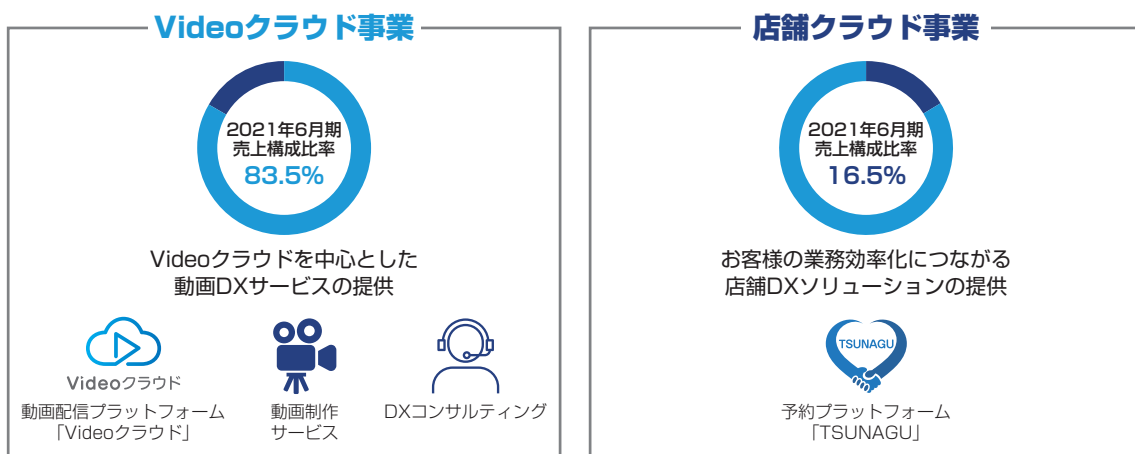 Videoクラウド事業
2021年6月期
売上構成比率
83.5%
Videoクラウドを中心とした
動画DXサービスの提供
Videoクラウド
動画配信プラットフォーム
「Videoクラウド」
動画制作
サービス
DXコンサルティング
店舗クラウド事業
2021年6月期
売上構成比率
16.5%
お客様の業務効率化につながる
店舗DXソリューションの提供
TSUNAGU
予約プラットフォーム
「TSUNAGU」